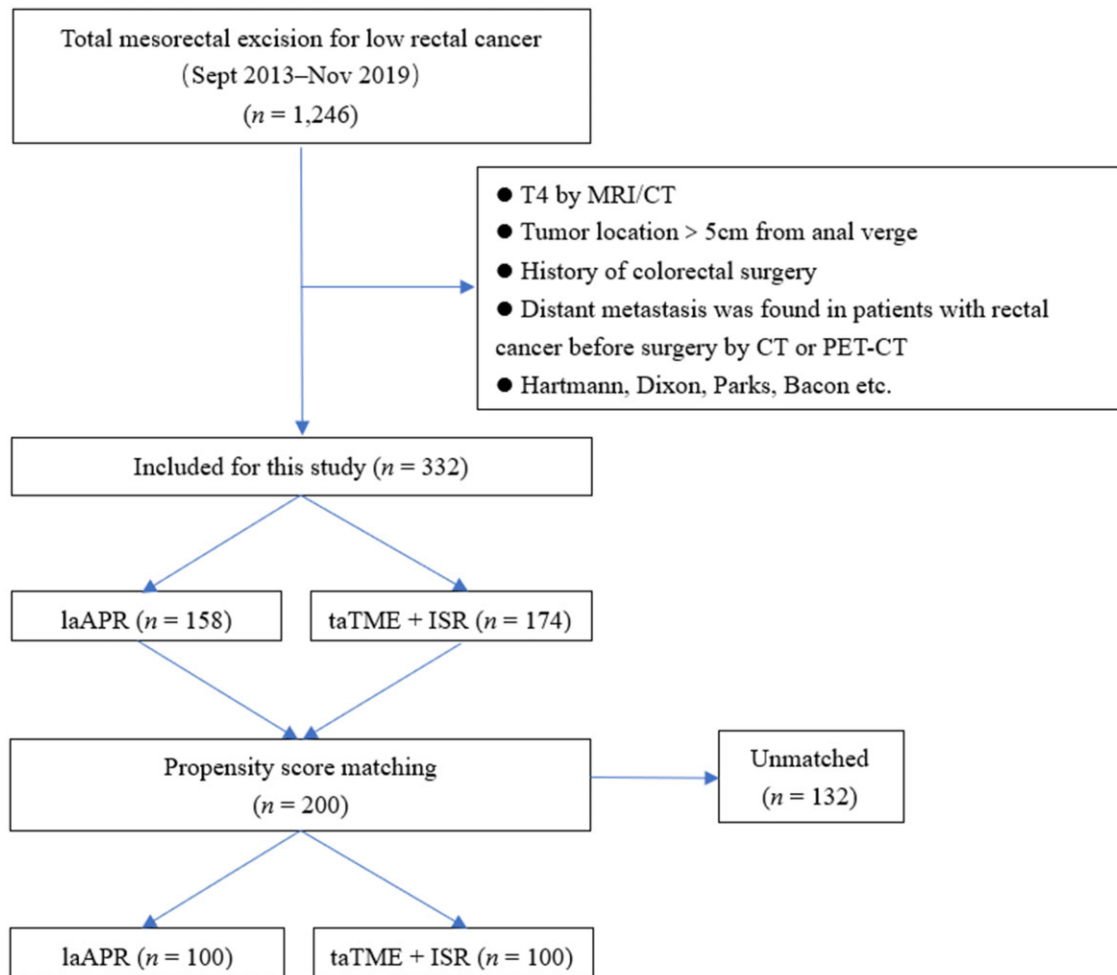 Total mesorectal excision for low rectal cancer
（Sept 2013–Nov 2019）
(n = 1,246)
● T4 by MRI/CT
● Tumor location > 5cm from anal verge
● History of colorectal surgery
● Distant metastasis was found in patients with rectal
cancer before surgery by CT or PET-CT
● Hartmann, Dixon, Parks, Bacon etc.
Included for this study (n = 332)
laAPR (n = 158)
taTME + ISR (n = 174)
Propensity score matching
(n = 200)
Unmatched
(n = 132)
laAPR (n = 100)
taTME + ISR (n = 100)